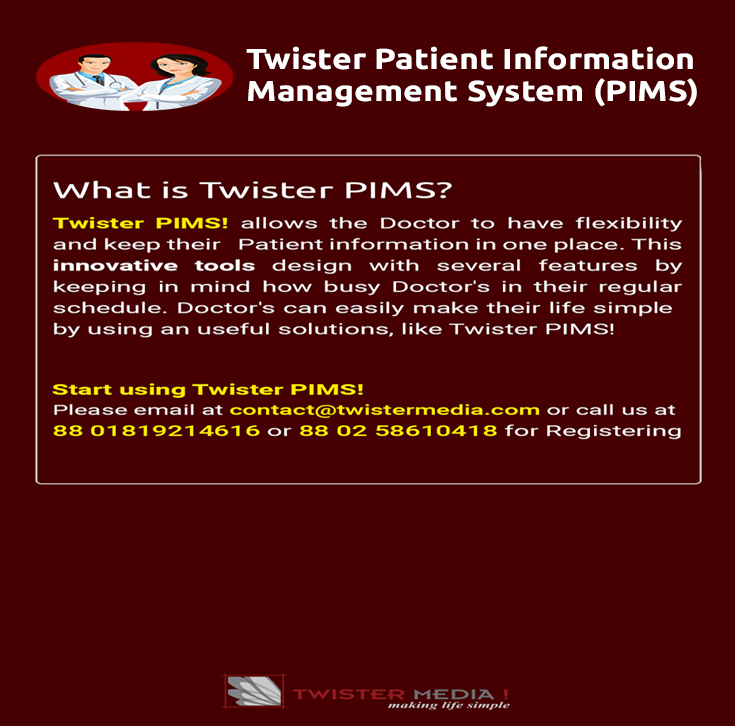 Twister Patient Information
Management System (PIMS)
What is Twister PIMS?
Twister PIMS! allows the Doctor to have flexibility
and keep their Patient information in one place. This
innovative tools design with several features by
keeping in mind how busy Doctor's in their regular
schedule. Doctor's can easily make their life simple
by using an useful solutions, like Twister PIMS!
Start using Twister PIMS!
Please email at contact@twistermedia.com or call us at
88 01819214616 or 88 02 58610418 for Registering
TWISTER MEDIA !
making life simple